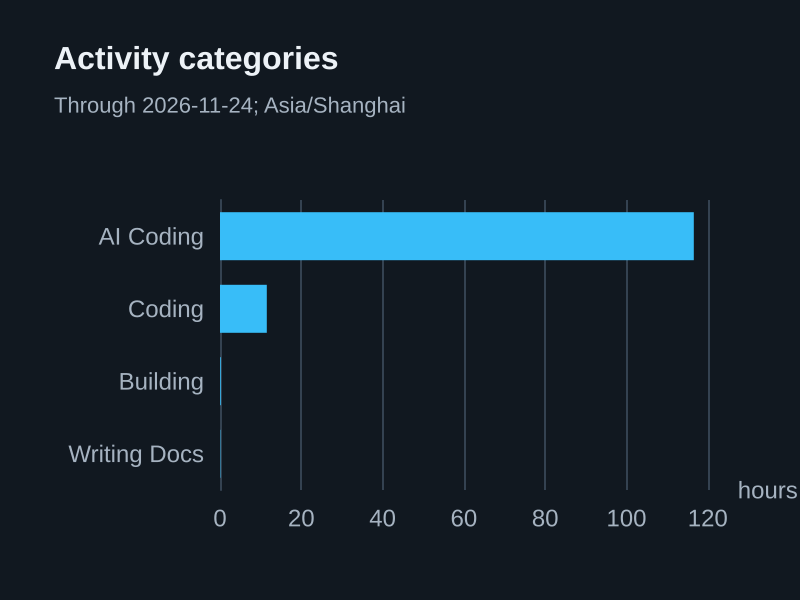 Activity categories
Through 2026-11-24; Asia/Shanghai
AI Coding
Coding
Building
Writing Docs
hours
0 20 40 60 80 100 120